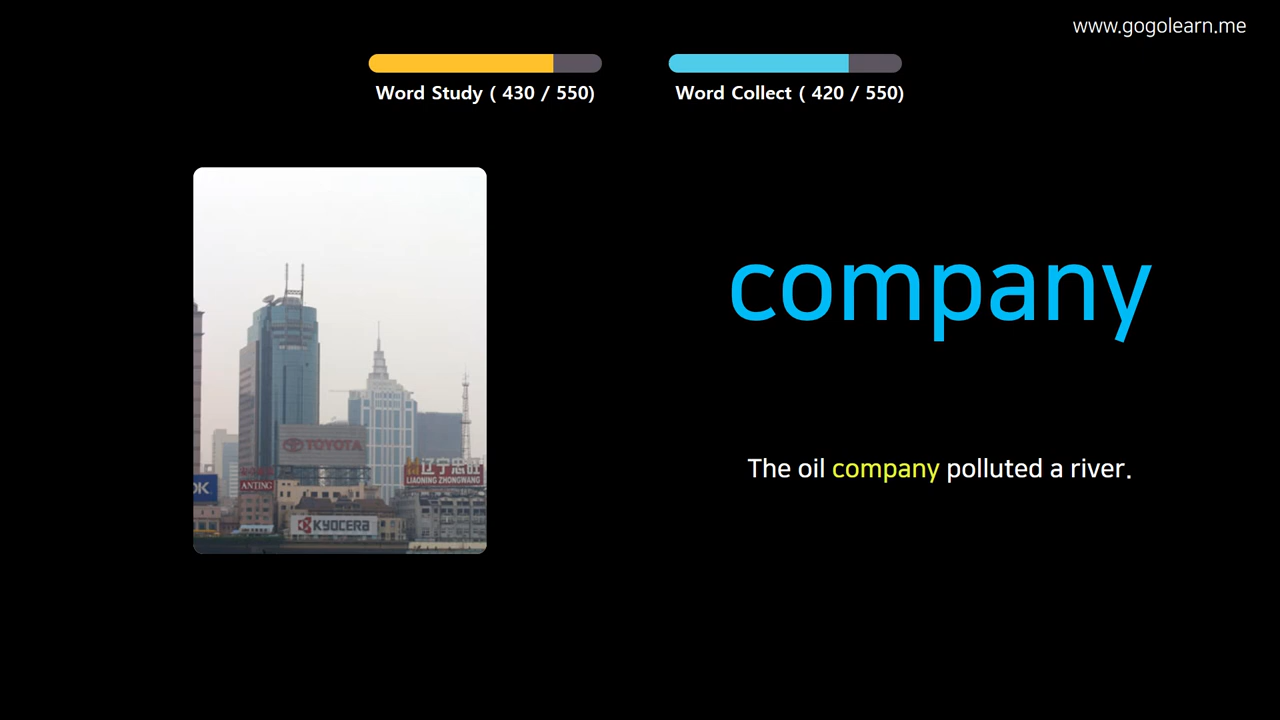 www.gogolearn.me
Word Study ( 430 / 550)
Word Collect ( 420 / 550)
company
The oil company polluted a river.
TOYOTA
辽宁忠旺
LIAONING ZHONGWANG
OK
ANTING
KYOCERA